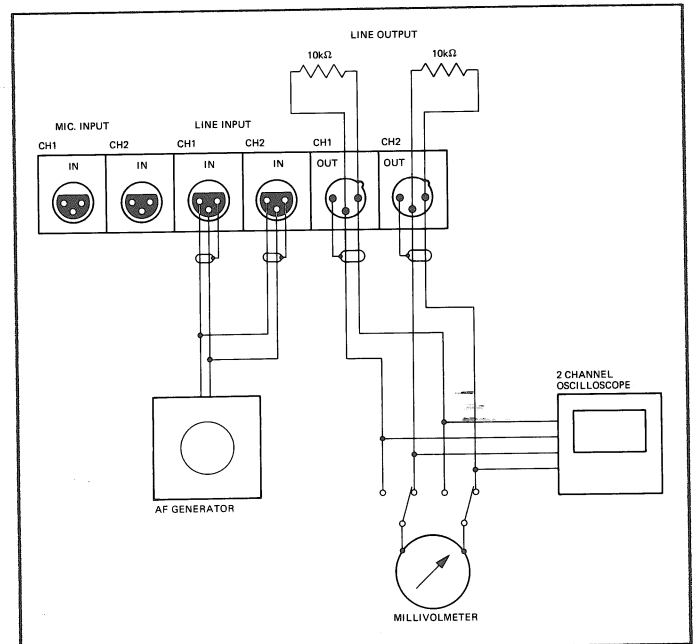 LINE OUTPUT
10kΩ 10kΩ
MIC. INPUT LINE INPUT
CH1 CH2 CH1 CH2 CH1 CH2
IN IN IN IN OUT OUT
2 CHANNEL
OSCILLOSCOPE
AF GENERATOR
MILLIVOLMETER